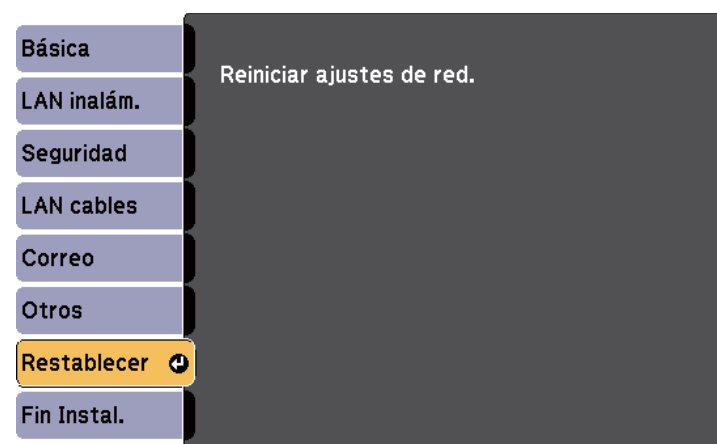 Básica
LAN inalám.
Seguridad
LAN cables
Correo
Otros
Restablecer
Fin Instal.
Reiniciar ajustes de red.